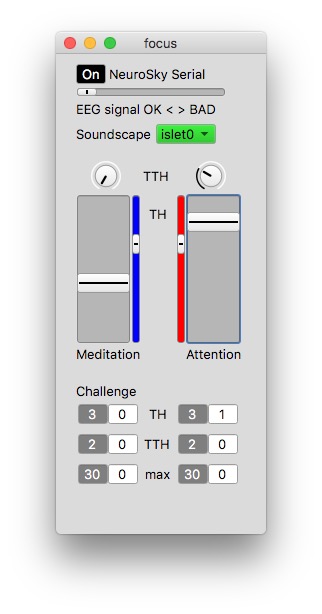 focus
On NeuroSky Serial
EEG signal OK < > BAD
Soundscape islet0
TTH
TH
Meditation Attention
Challenge
3 0 TH 3 1
2 0 TTH 2 0
30 0 max 30 0